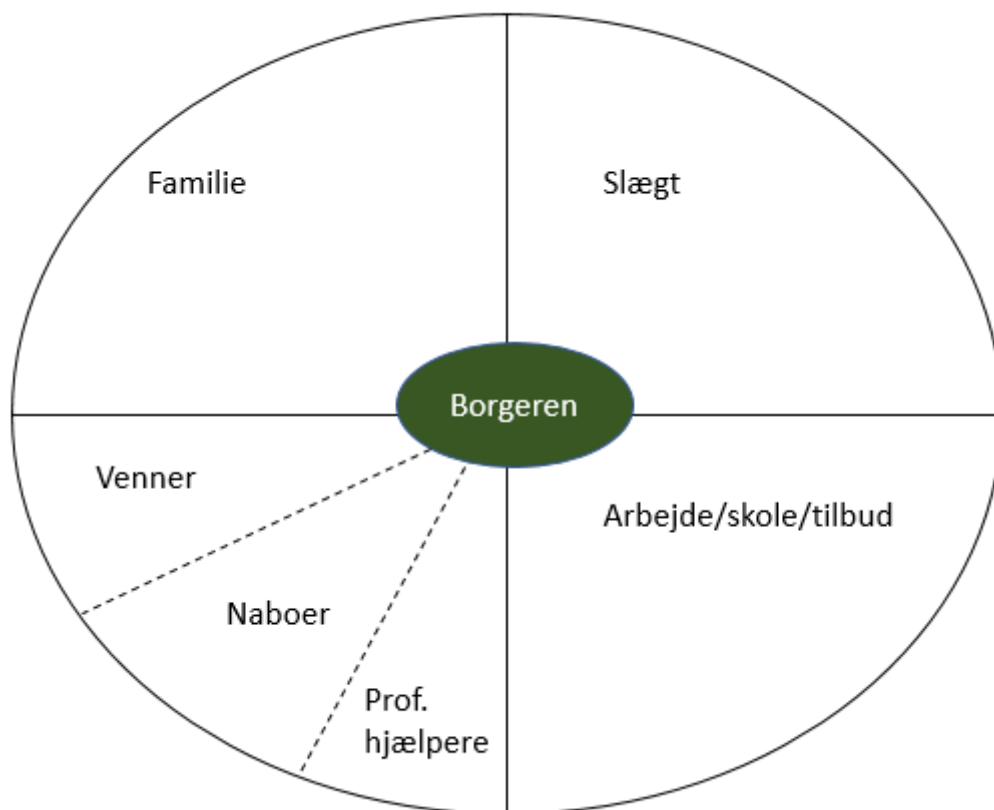 Familie
Slægt
Borgeren
Venner
Arbejde/skole/tilbud
Naboer
Prof.
hjælpere